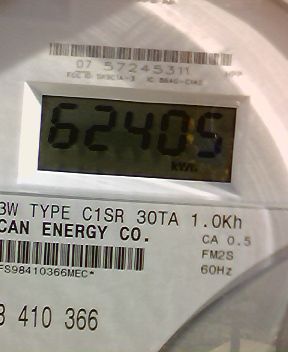 07 57245311
62405
kWh
3W TYPE C1SR 30TA 1.0Kh
CAN ENERGY CO.
CA 0.5
FM2S
60Hz
FS98410366MEC*
8 410 366